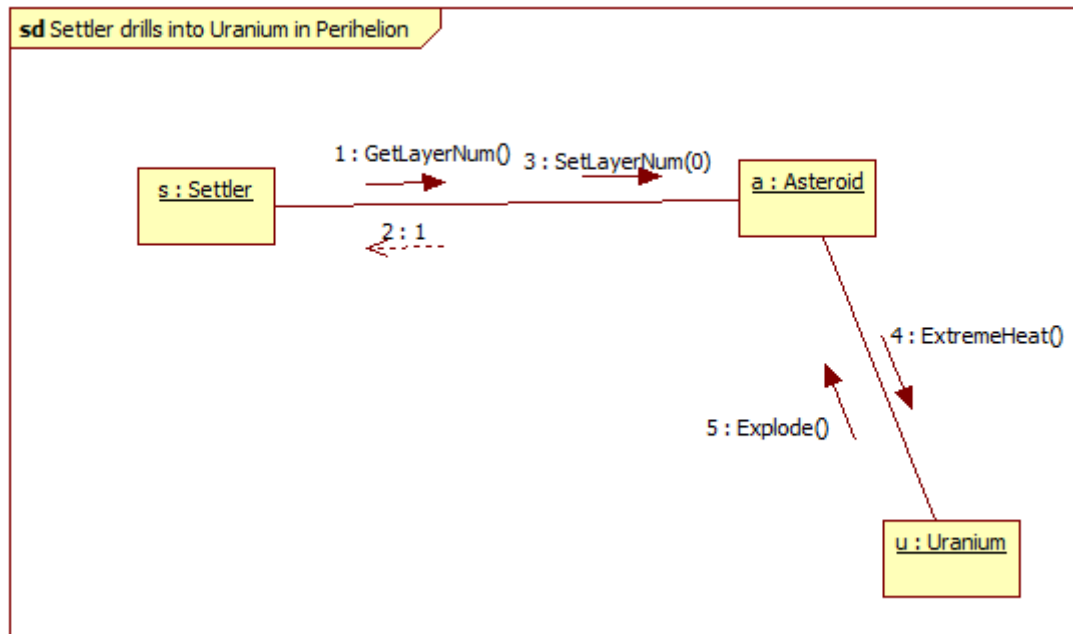 sd Settler drills into Uranium in Perihelion
1 : GetLayerNum()
3 : SetLayerNum(0)
s : Settler
a : Asteroid
2 : 1
4 : ExtremeHeat()
5 : Explode()
u : Uranium